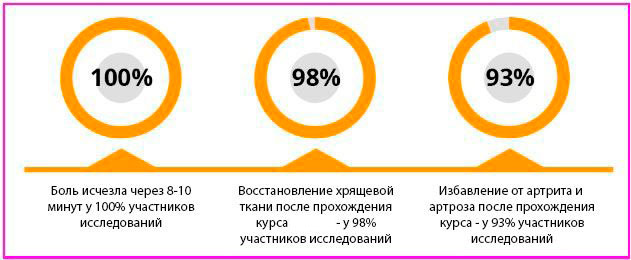 100%
98%
93%
Боль исчезла через 8-10
минут у 100% участников
исследований
Восстановление хрящевой
ткани после прохождения
курса - у 98%
участников исследований
Избавление от артрита и
артроза после прохождения
курса - у 93% участников
исследований